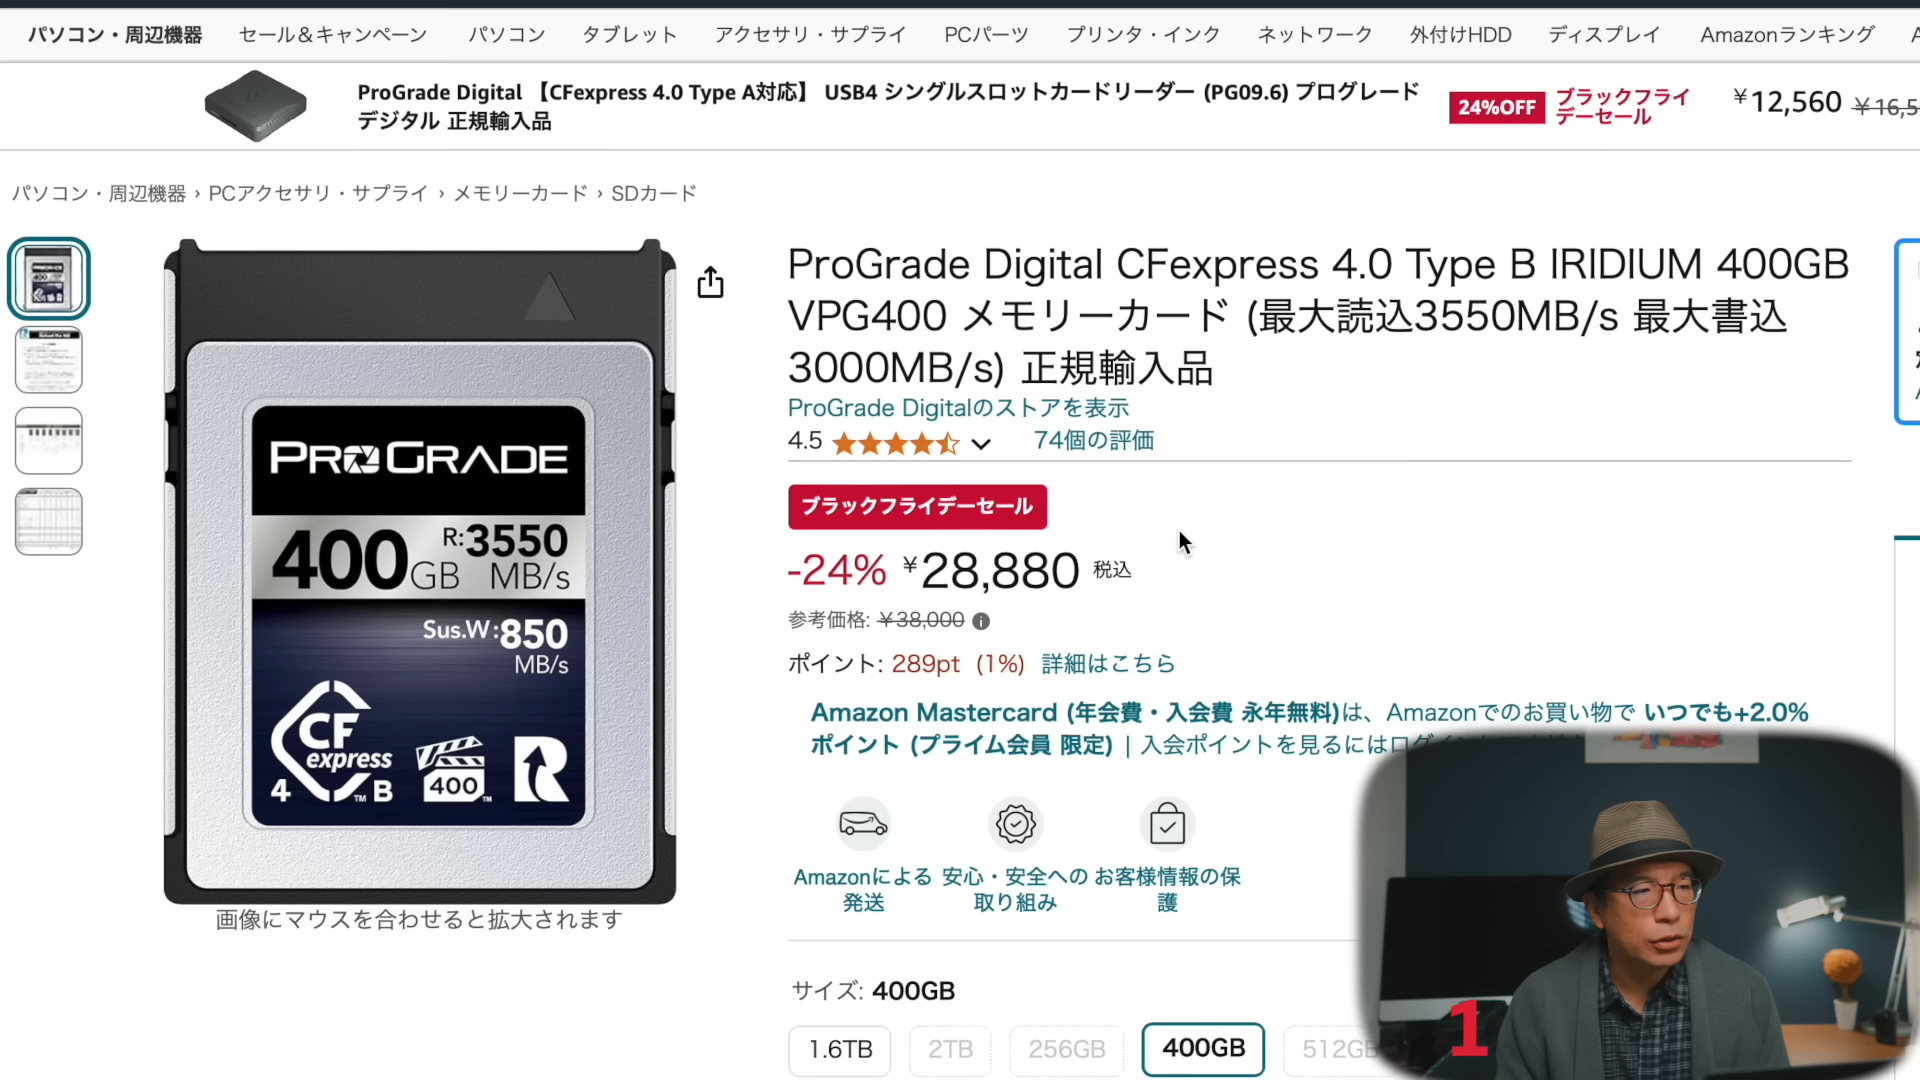 パソコン・周辺機器 セール＆キャンペーン パソコン タブレット アクセサリ・サプライ PCパーツ プリンタ・インク ネットワーク 外付けHDD ディスプレイ Amazonランキング
ProGrade Digital 【CFexpress 4.0 Type A対応】 USB4 シングルスロットカードリーダー (PG09.6) プログレード
デジタル 正規輸入品
24%OFF
ブラックフライ
デーセール
￥12,560
パソコン・周辺機器 › PCアクセサリ・サプライ › メモリーカード › SDカード
PROGRADE
400GB
R:3550
MB/s
Sus.W:850
MB/s
CF
express
4 TM B
400 TM
R
画像にマウスを合わせると拡大されます
ProGrade Digital CFexpress 4.0 Type B IRIDIUM 400GB
VPG400 メモリーカード (最大読込3550MB/s 最大書込
3000MB/s) 正規輸入品
ProGrade Digitalのストアを表示
4.5 74個の評価
ブラックフライデーセール
-24% ￥28,880 税込
参考価格: ￥38,000
ポイント: 289pt (1%) 詳細はこちら
Amazon Mastercard (年会費・入会費 永年無料)は、Amazonでのお買い物で いつでも+2.0%
ポイント (プライム会員 限定) | 入会ポイントを見るにはログイン
Amazonによる
発送
安心・安全への
取り組み
お客様情報の保
護
サイズ: 400GB
1.6TB 2TB 256GB 400GB 512GB
1